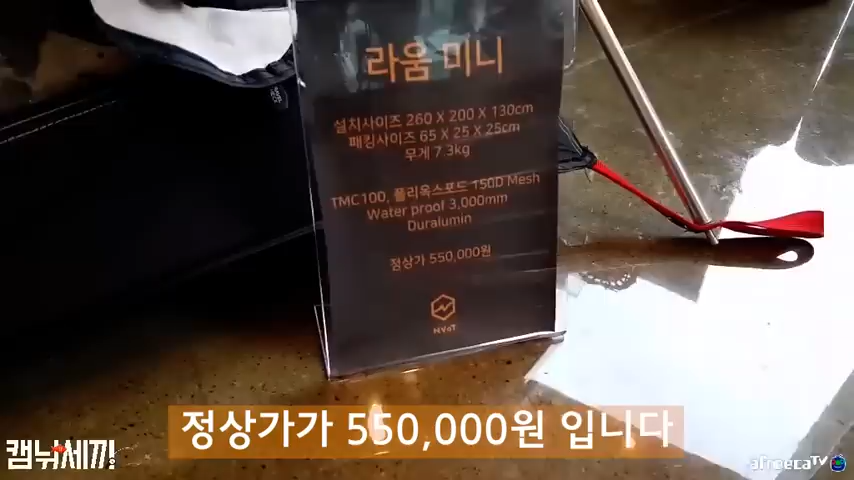 라움 미니
설치사이즈 260 X 200 X 130cm
패킹사이즈 65 X 25 X 25cm
무게 7.3kg
TMC100, 폴리옥스포드 150D Mesh
Water proof 3,000mm
Duralumin
정상가 550,000원
정상가가 550,000원 입니다
캠낚세끼!
afreecaTV